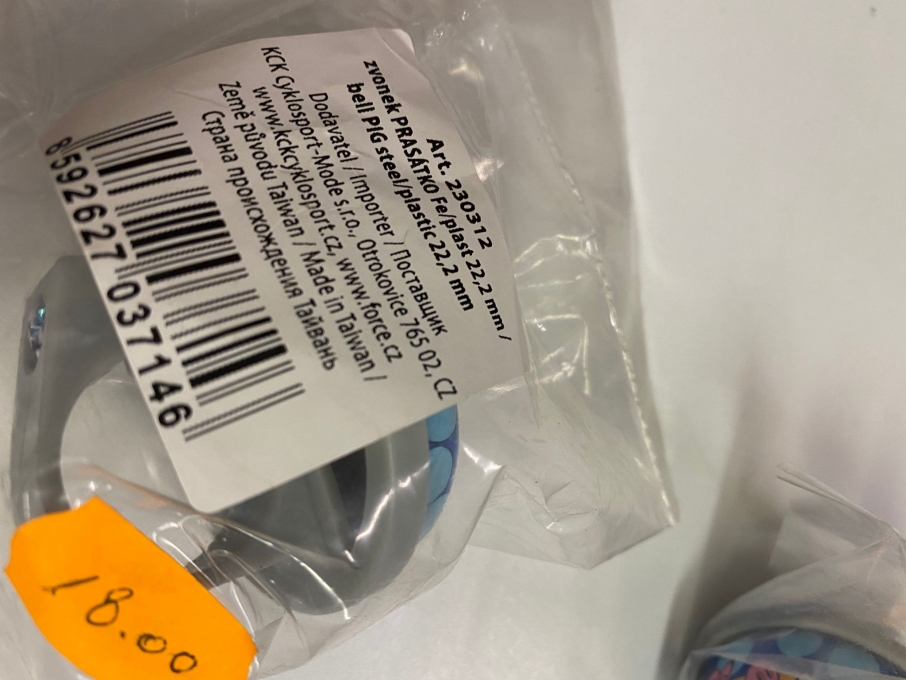 Art. 230312
zvonek PRASÁTKO Fe/plast 22,2 mm /
bell PIG steel/plastic 22,2 mm
Dodavatel / Importer / Поставщик
KCK Cyklosport-Mode s.r.o., Otrokovice 765 02, CZ
www.kckcyklosport.cz, www.force.cz
Země původu Taiwan / Made in Taiwan /
Страна происхождения Тайвань
8592627037146
18.00